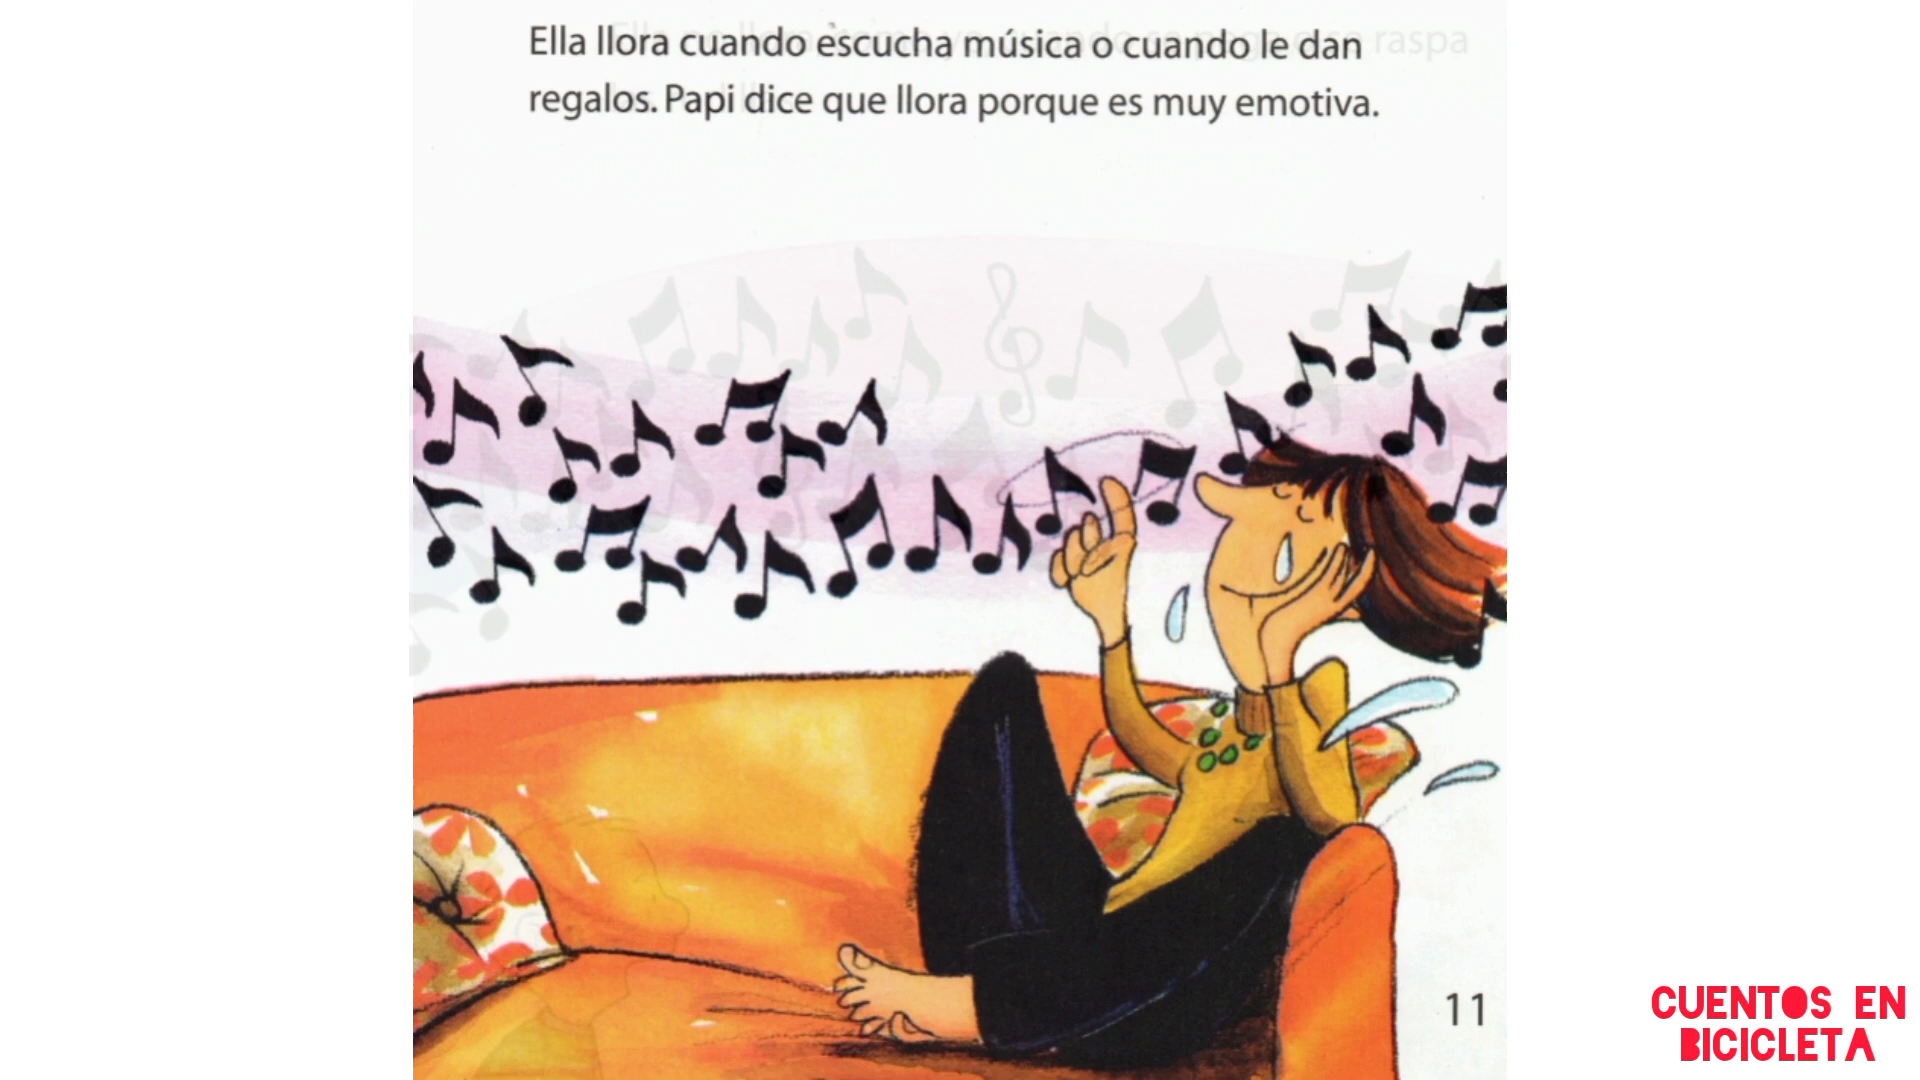 Ella llora cuando escucha música o cuando le dan
regalos. Papi dice que llora porque es muy emotiva.
11
CUENTOS EN
BICICLETA